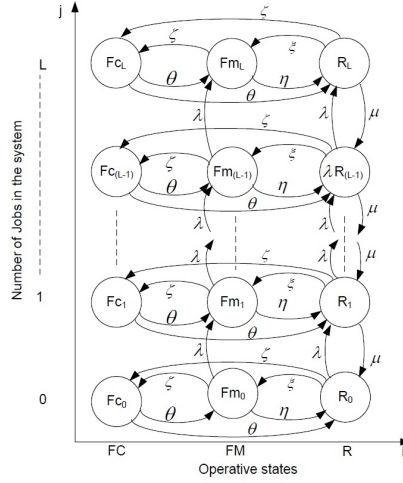 j
L
Number of Jobs in the system
1
0
ζ
ζ ξ
Fc_L Fm_L R_L
θ η
θ
λ λ μ
ζ
ζ ξ
Fc_(L-1) Fm_(L-1) λ R_(L-1)
θ η
θ
λ λ μ
λ λ μ
ζ
ζ ξ
Fc_1 Fm_1 R_1
θ η
θ
λ λ μ
ζ
ζ ξ
Fc_0 Fm_0 R_0
θ η
θ
FC FM R
Operative states